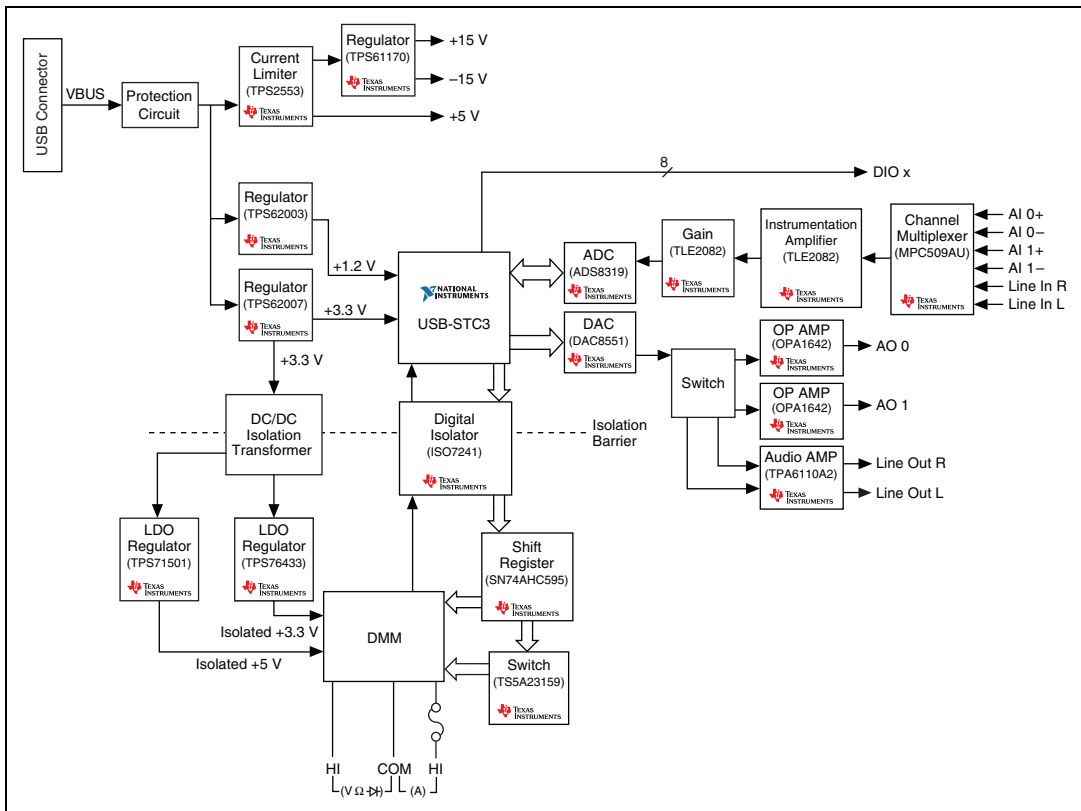 USB Connector
VBUS
Protection
Circuit
Current
Limiter
(TPS2553)
TEXAS
INSTRUMENTS
Regulator
(TPS61170)
TEXAS
INSTRUMENTS
+15 V
–15 V
+5 V
Regulator
(TPS62003)
TEXAS
INSTRUMENTS
+1.2 V
Regulator
(TPS62007)
TEXAS
INSTRUMENTS
+3.3 V
+3.3 V
NATIONAL
INSTRUMENTS
USB-STC3
8
DIO x
ADC
(ADS8319)
TEXAS
INSTRUMENTS
Gain
(TLE2082)
TEXAS
INSTRUMENTS
Instrumentation
Amplifier
(TLE2082)
TEXAS
INSTRUMENTS
Channel
Multiplexer
(MPC509AU)
TEXAS
INSTRUMENTS
AI 0+
AI 0–
AI 1+
AI 1–
Line In R
Line In L
DAC
(DAC8551)
TEXAS
INSTRUMENTS
Switch
OP AMP
(OPA1642)
TEXAS
INSTRUMENTS
AO 0
OP AMP
(OPA1642)
TEXAS
INSTRUMENTS
AO 1
Audio AMP
(TPA6110A2)
TEXAS
INSTRUMENTS
Line Out R
Line Out L
DC/DC
Isolation
Transformer
Digital
Isolator
(ISO7241)
TEXAS
INSTRUMENTS
Isolation
Barrier
LDO
Regulator
(TPS71501)
TEXAS
INSTRUMENTS
LDO
Regulator
(TPS76433)
TEXAS
INSTRUMENTS
Shift
Register
(SN74AHC595)
TEXAS
INSTRUMENTS
Isolated +3.3 V
Isolated +5 V
DMM
Switch
(TS5A23159)
TEXAS
INSTRUMENTS
HI
COM
HI
(V Ω )
(A)